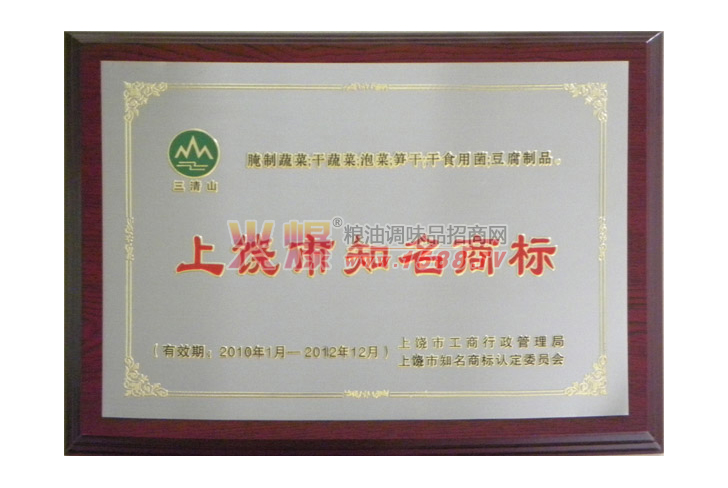 腌制蔬菜;干蔬菜;泡菜;笋干;干食用菌;豆腐制品。
三清山
火爆®粮油调味品招商网
上饶市知名商标
(有效期：2010年1月—2012年12月)
上饶市工商行政管理局
上饶市知名商标认定委员会